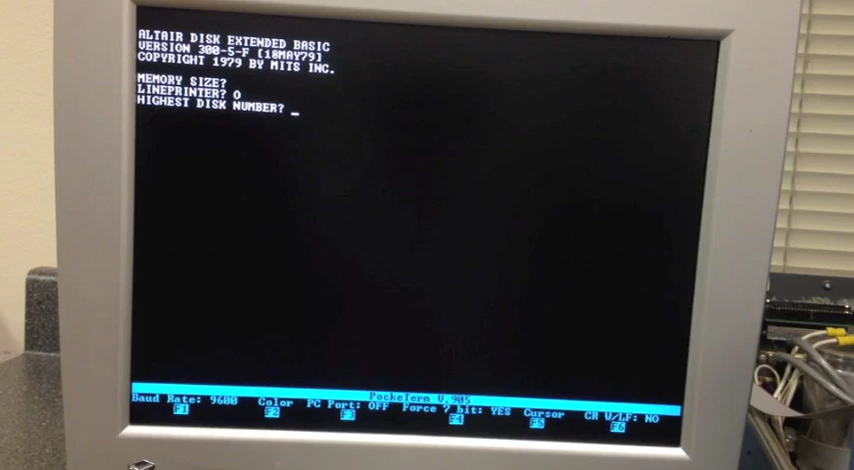 ALTAIR DISK EXTENDED BASIC
VERSION 300-5-F [18MAY79]
COPYRIGHT 1979 BY MITS INC.
MEMORY SIZE?
LINEPRINTER? O
HIGHEST DISK NUMBER? _
PockeTerm V.905
Baud Rate: 9600 Color PC Port: OFF Force 7 bit: YES Cursor CR W/LF: NO
F1 F2 F3 F4 F5 F6